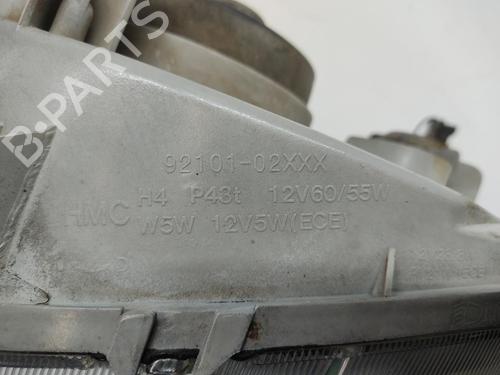 B-PARTS
92101-02XXX
H4 P43t 12V60/55W
HMC
W5W 12V5W(ECE)